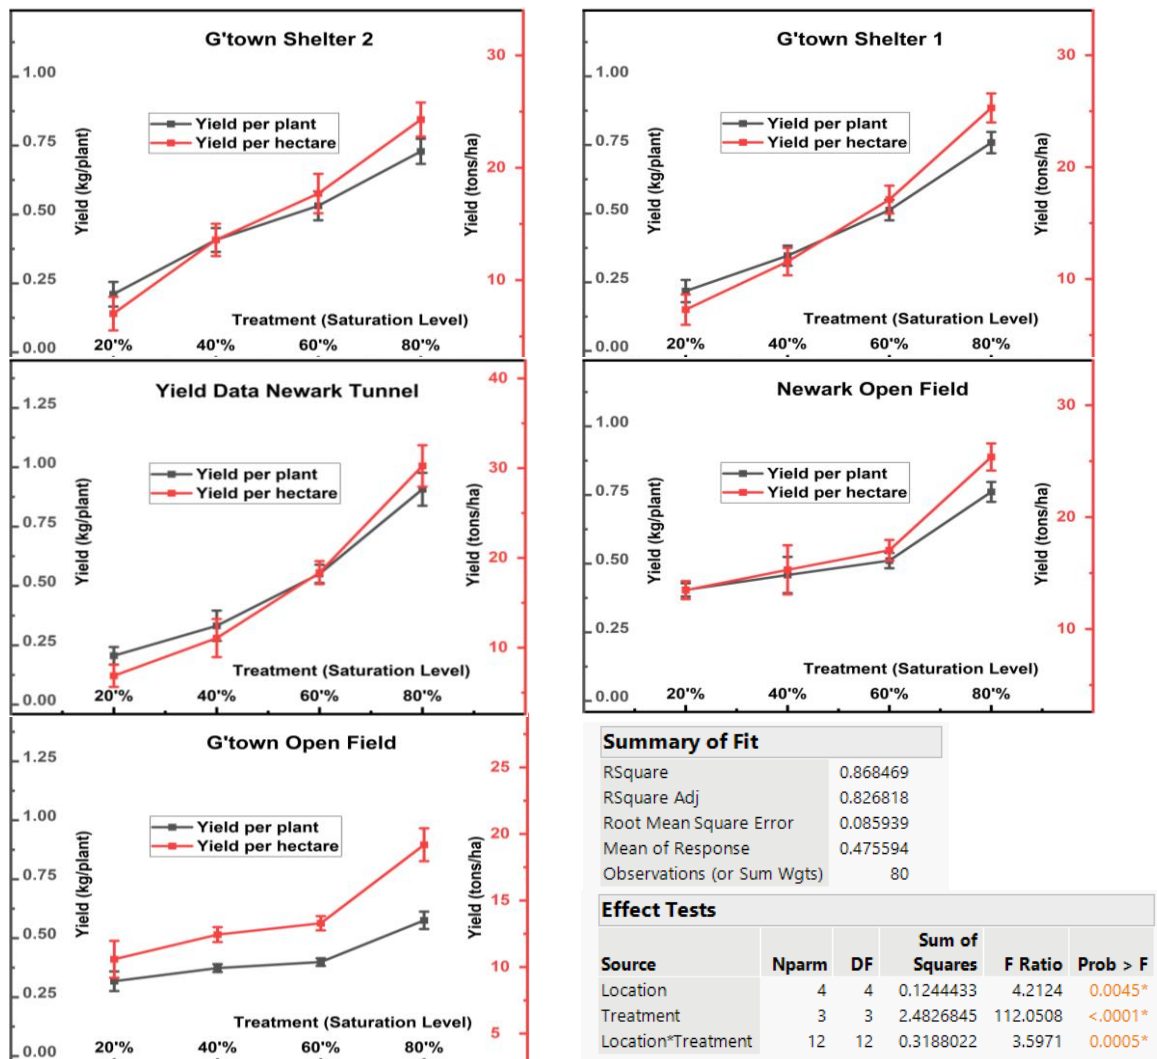 G'town Shelter 2
1.00
0.75
0.50
0.25
0.00
Yield (kg/plant)
Yield per plant
Yield per hectare
30
20
10
Yield (tons/ha)
Treatment (Saturation Level)
20%
40%
60%
80%
G'town Shelter 1
1.00
0.75
0.50
0.25
0.00
Yield (kg/plant)
Yield per plant
Yield per hectare
30
20
10
Yield (tons/ha)
Treatment (Saturation Level)
20%
40%
60%
80%
Yield Data Newark Tunnel
1.25
1.00
0.75
0.50
0.25
0.00
Yield (kg/plant)
Yield per plant
Yield per hectare
40
30
20
10
Yield (tons/ha)
Treatment (Saturation Level)
20%
40%
60%
80%
Newark Open Field
1.00
0.75
0.50
0.25
0.00
Yield (kg/plant)
Yield per plant
Yield per hectare
30
20
10
Yield (tons/ha)
Treatment (Saturation Level)
20%
40%
60%
80%
G'town Open Field
1.25
1.00
0.75
0.50
0.25
0.00
Yield (kg/plant)
Yield per plant
Yield per hectare
25
20
15
10
5
Yield (tons/ha)
Treatment (Saturation Level)
20%
40%
60%
80%
Summary of Fit
RSquare 0.868469
RSquare Adj 0.826818
Root Mean Square Error 0.085939
Mean of Response 0.475594
Observations (or Sum Wgts) 80
Effect Tests
Sum of
Source Nparm DF Squares F Ratio Prob > F
Location 4 4 0.1244433 4.2124 0.0045*
Treatment 3 3 2.4826845 112.0508 <.0001*
Location*Treatment 12 12 0.3188022 3.5971 0.0005*